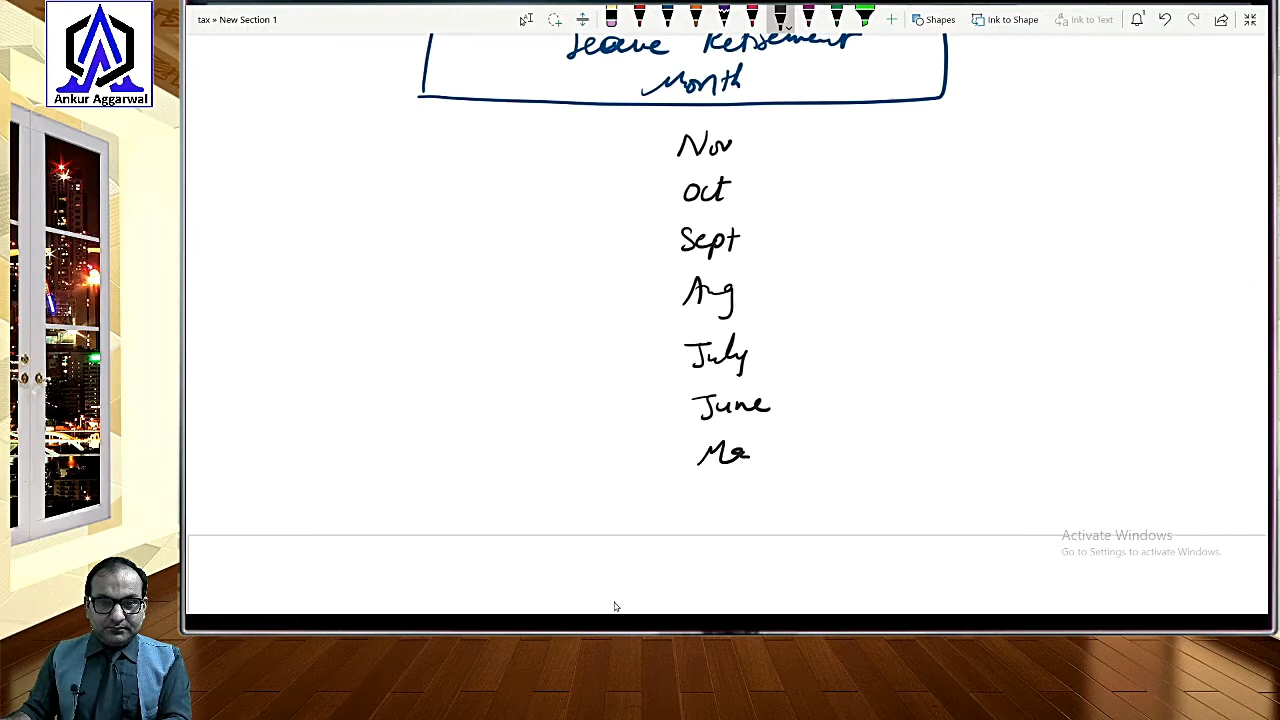 tax » New Section 1
Shapes
Ink to Shape
Ink to Text
Ankur Aggarwal
Leave Retirement
Month
Nov
Oct
Sept
Aug
July
June
Ma
Activate Windows
Go to Settings to activate Windows.